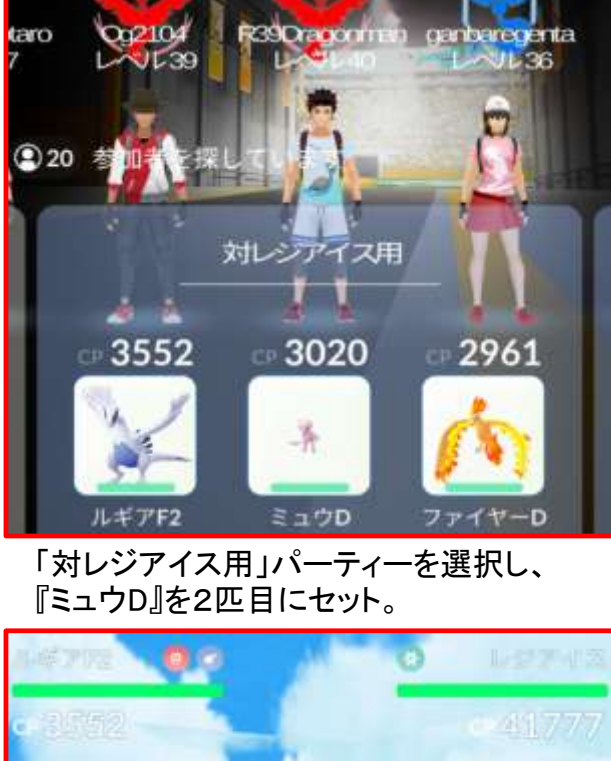 taro Og2104 R39Dragonman ganbaregenta
7 レベル39 レベル40 レベル36
20 参加者を探しています
対レジアイス用
CP 3552 CP 3020 CP 2961
ルギアF2 ミュウD ファイヤーD
「対レジアイス用」パーティーを選択し、
『ミュウD』を2匹目にセット。
ルギアF2 レジアイス
CP 3552 CP 41777